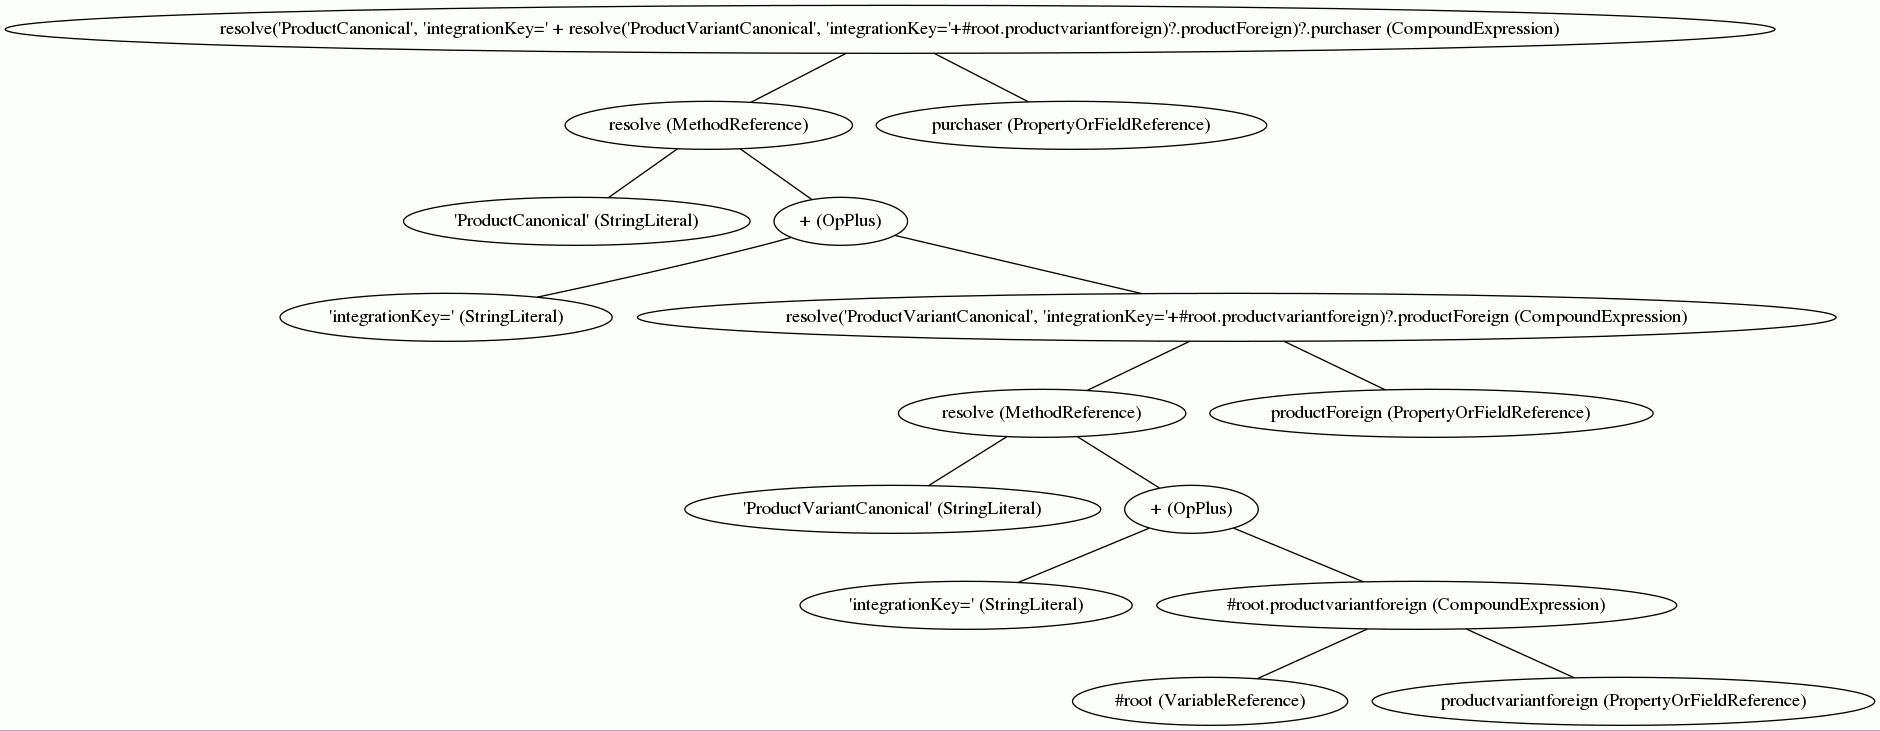 resolve('ProductCanonical', 'integrationKey=' + resolve('ProductVariantCanonical', 'integrationKey='+#root.productvariantforeign)?.productForeign)?.purchaser (CompoundExpression)
resolve (MethodReference)
purchaser (PropertyOrFieldReference)
'ProductCanonical' (StringLiteral)
+ (OpPlus)
'integrationKey=' (StringLiteral)
resolve('ProductVariantCanonical', 'integrationKey='+#root.productvariantforeign)?.productForeign (CompoundExpression)
resolve (MethodReference)
productForeign (PropertyOrFieldReference)
'ProductVariantCanonical' (StringLiteral)
+ (OpPlus)
'integrationKey=' (StringLiteral)
#root.productvariantforeign (CompoundExpression)
#root (VariableReference)
productvariantforeign (PropertyOrFieldReference)